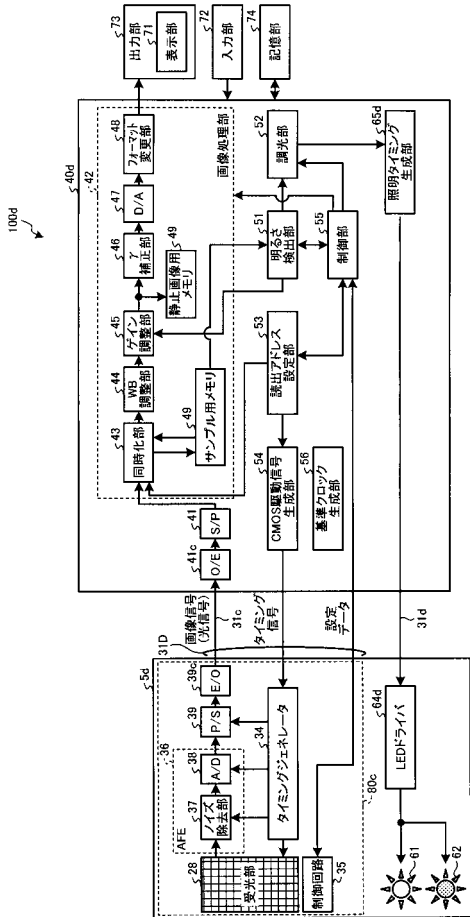 100d
40d
42
5d
36
AFE
28
受光部
37
ノイズ
除去部
38
A/D
39
P/S
39c
E/O
34
タイミングジェネレータ
制御回路
35
80c
64d
LEDドライバ
61
62
31D
画像信号
(光信号)
31c
タイミング
信号
設定
データ
31d
41c
O/E
41
S/P
43
同時化部
44
WB
調整部
45
ゲイン
調整部
46
γ
補正部
47
D/A
48
フォーマット
変更部
49
サンプル用メモリ
静止画像用
メモリ
49
画像処理部
54
CMOS駆動信号
生成部
53
読出アドレス
設定部
51
明るさ
検出部
52
調光部
56
基準クロック
生成部
55
制御部
65d
照明タイミング
生成部
73
出力部
71
表示部
72
入力部
74
記憶部